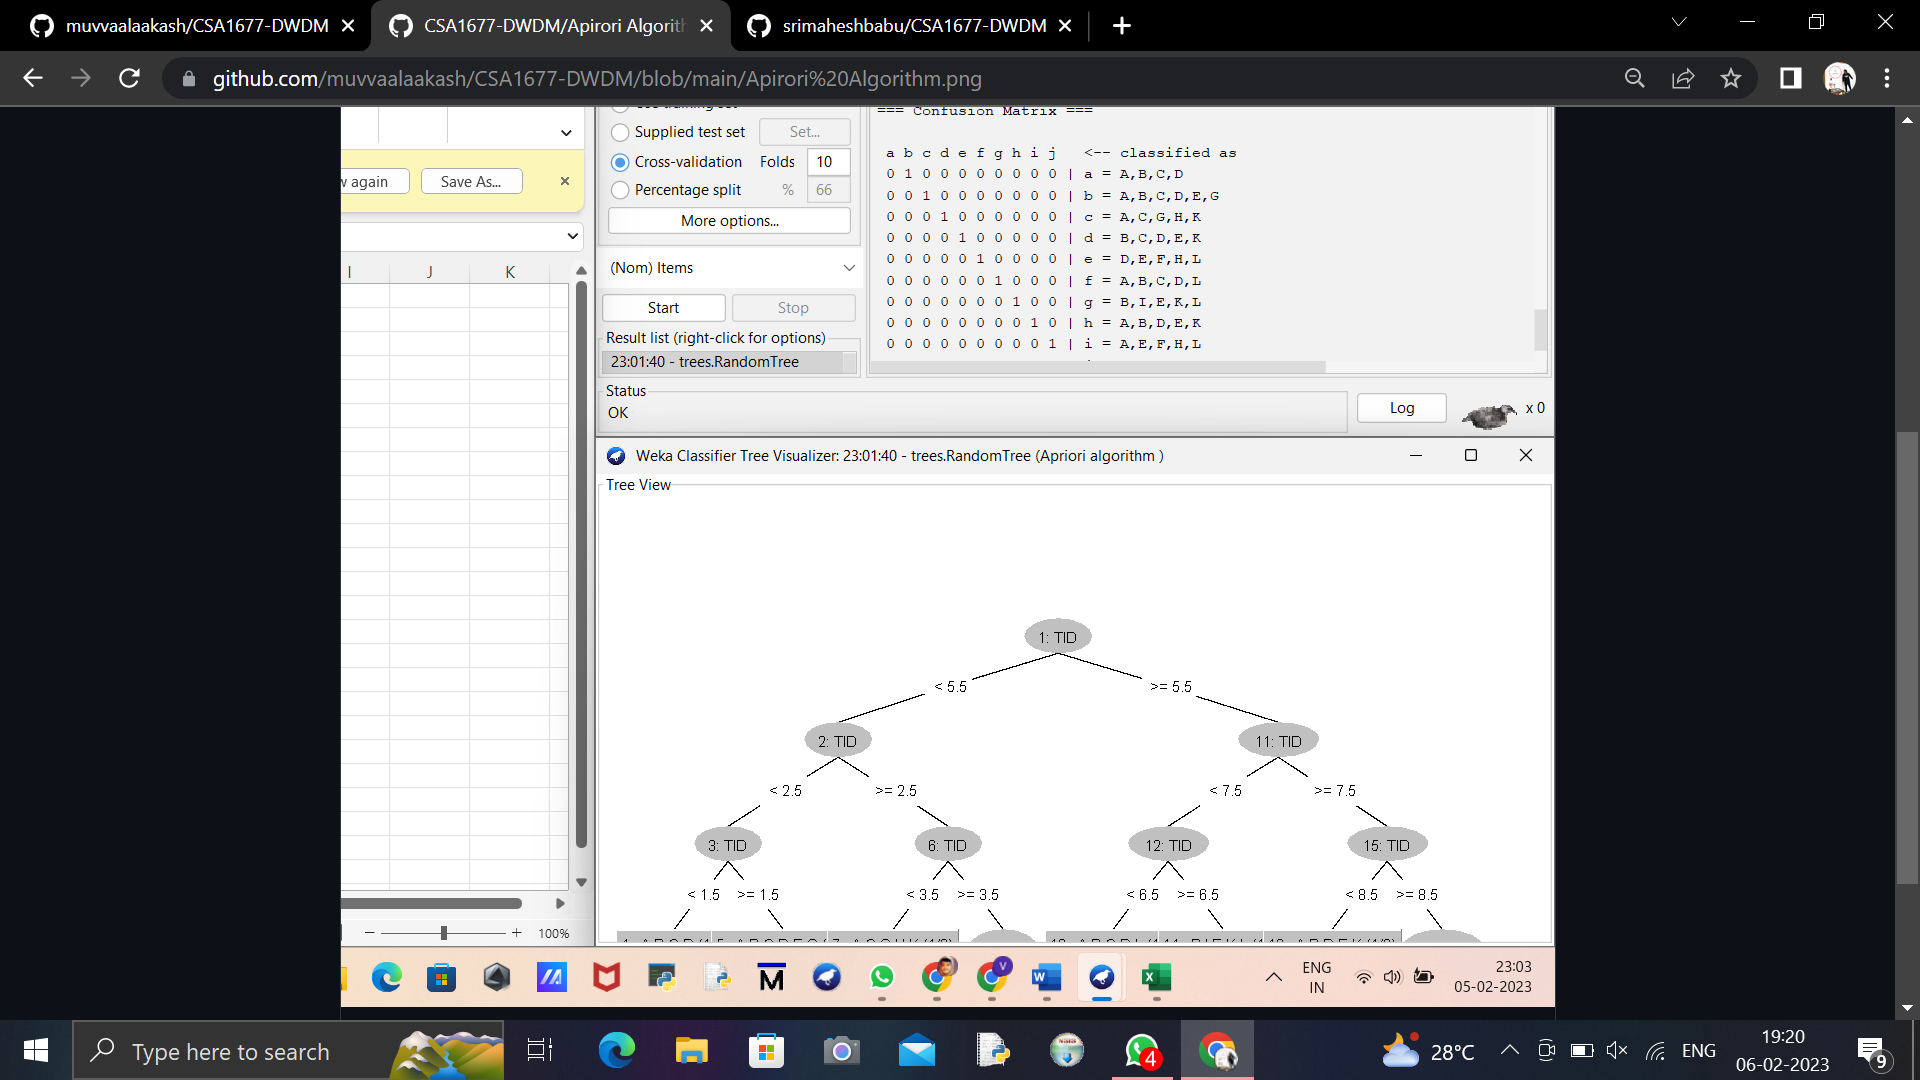 muvvaalaakash/CSA1677-DWDM
CSA1677-DWDM/Apirori Algorith
srimaheshbabu/CSA1677-DWDM
github.com/muvvaalaakash/CSA1677-DWDM/blob/main/Apirori%20Algorithm.png
again
Save As...
I J K
100%
Supplied test set Set...
Cross-validation Folds 10
Percentage split % 66
More options...
(Nom) Items
Start Stop
Result list (right-click for options)
23:01:40 - trees.RandomTree
=== Confusion Matrix ===
a b c d e f g h i j <-- classified as
0 1 0 0 0 0 0 0 0 0 | a = A,B,C,D
0 0 1 0 0 0 0 0 0 0 | b = A,B,C,D,E,G
0 0 0 1 0 0 0 0 0 0 | c = A,C,G,H,K
0 0 0 0 1 0 0 0 0 0 | d = B,C,D,E,K
0 0 0 0 0 1 0 0 0 0 | e = D,E,F,H,L
0 0 0 0 0 0 1 0 0 0 | f = A,B,C,D,L
0 0 0 0 0 0 0 1 0 0 | g = B,I,E,K,L
0 0 0 0 0 0 0 0 1 0 | h = A,B,D,E,K
0 0 0 0 0 0 0 0 0 1 | i = A,E,F,H,L
Status
OK
Log
x 0
Weka Classifier Tree Visualizer: 23:01:40 - trees.RandomTree (Apriori algorithm )
Tree View
1: TID
< 5.5 >= 5.5
2: TID 11: TID
< 2.5 >= 2.5 < 7.5 >= 7.5
3: TID 6: TID 12: TID 15: TID
< 1.5 >= 1.5 < 3.5 >= 3.5 < 6.5 >= 6.5 < 8.5 >= 8.5
ENG
IN
23:03
05-02-2023
Type here to search
4
28°C
ENG
19:20
06-02-2023
9